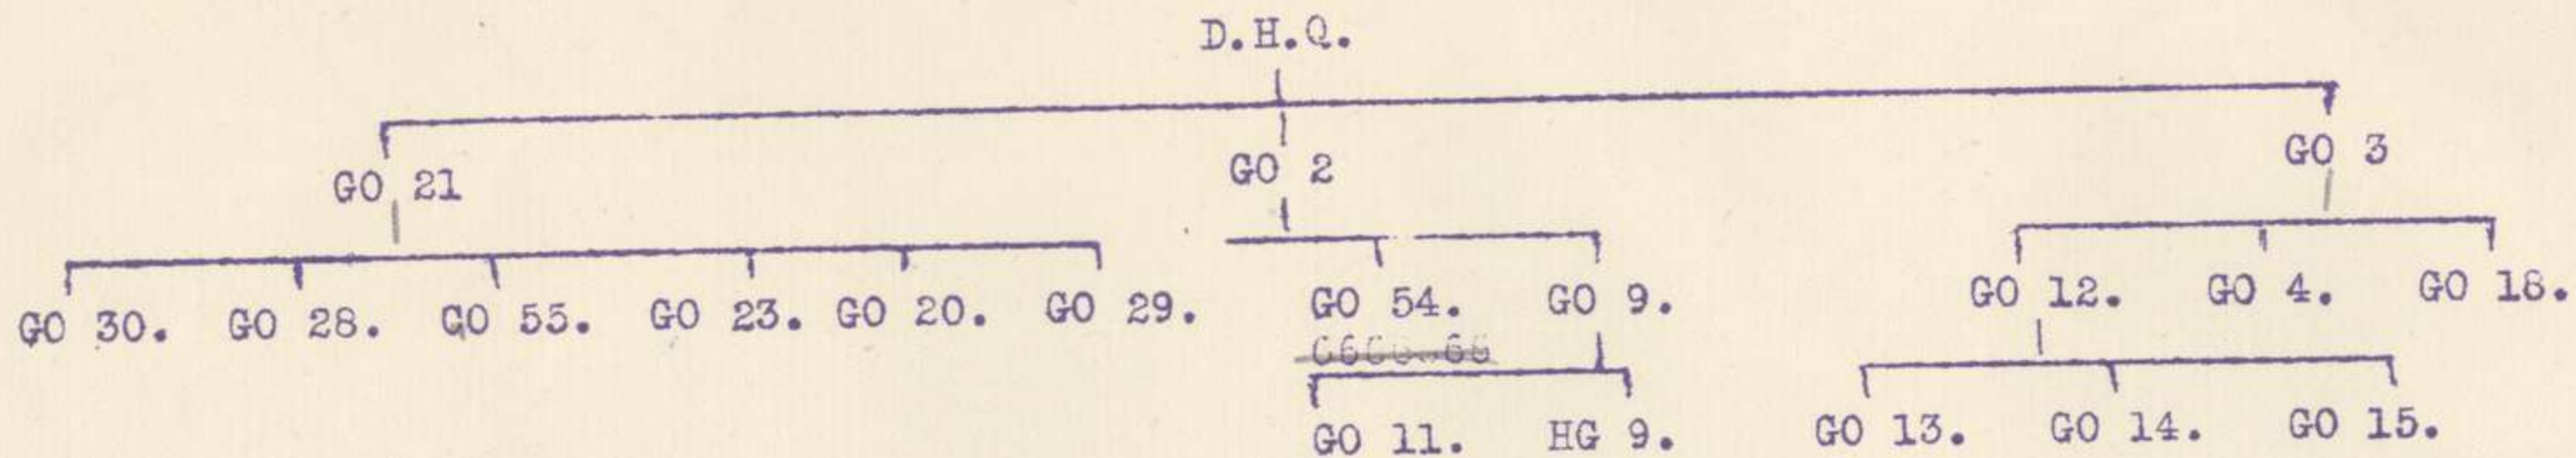 D.H.Q.
GO 21 GO 2 GO 3
GO 30. GO 28. GO 55. GO 23. GO 20. GO 29. GO 54. GO 9. GO 12. GO 4. GO 18.
GO 11. HG 9. GO 13. GO 14. GO 15.